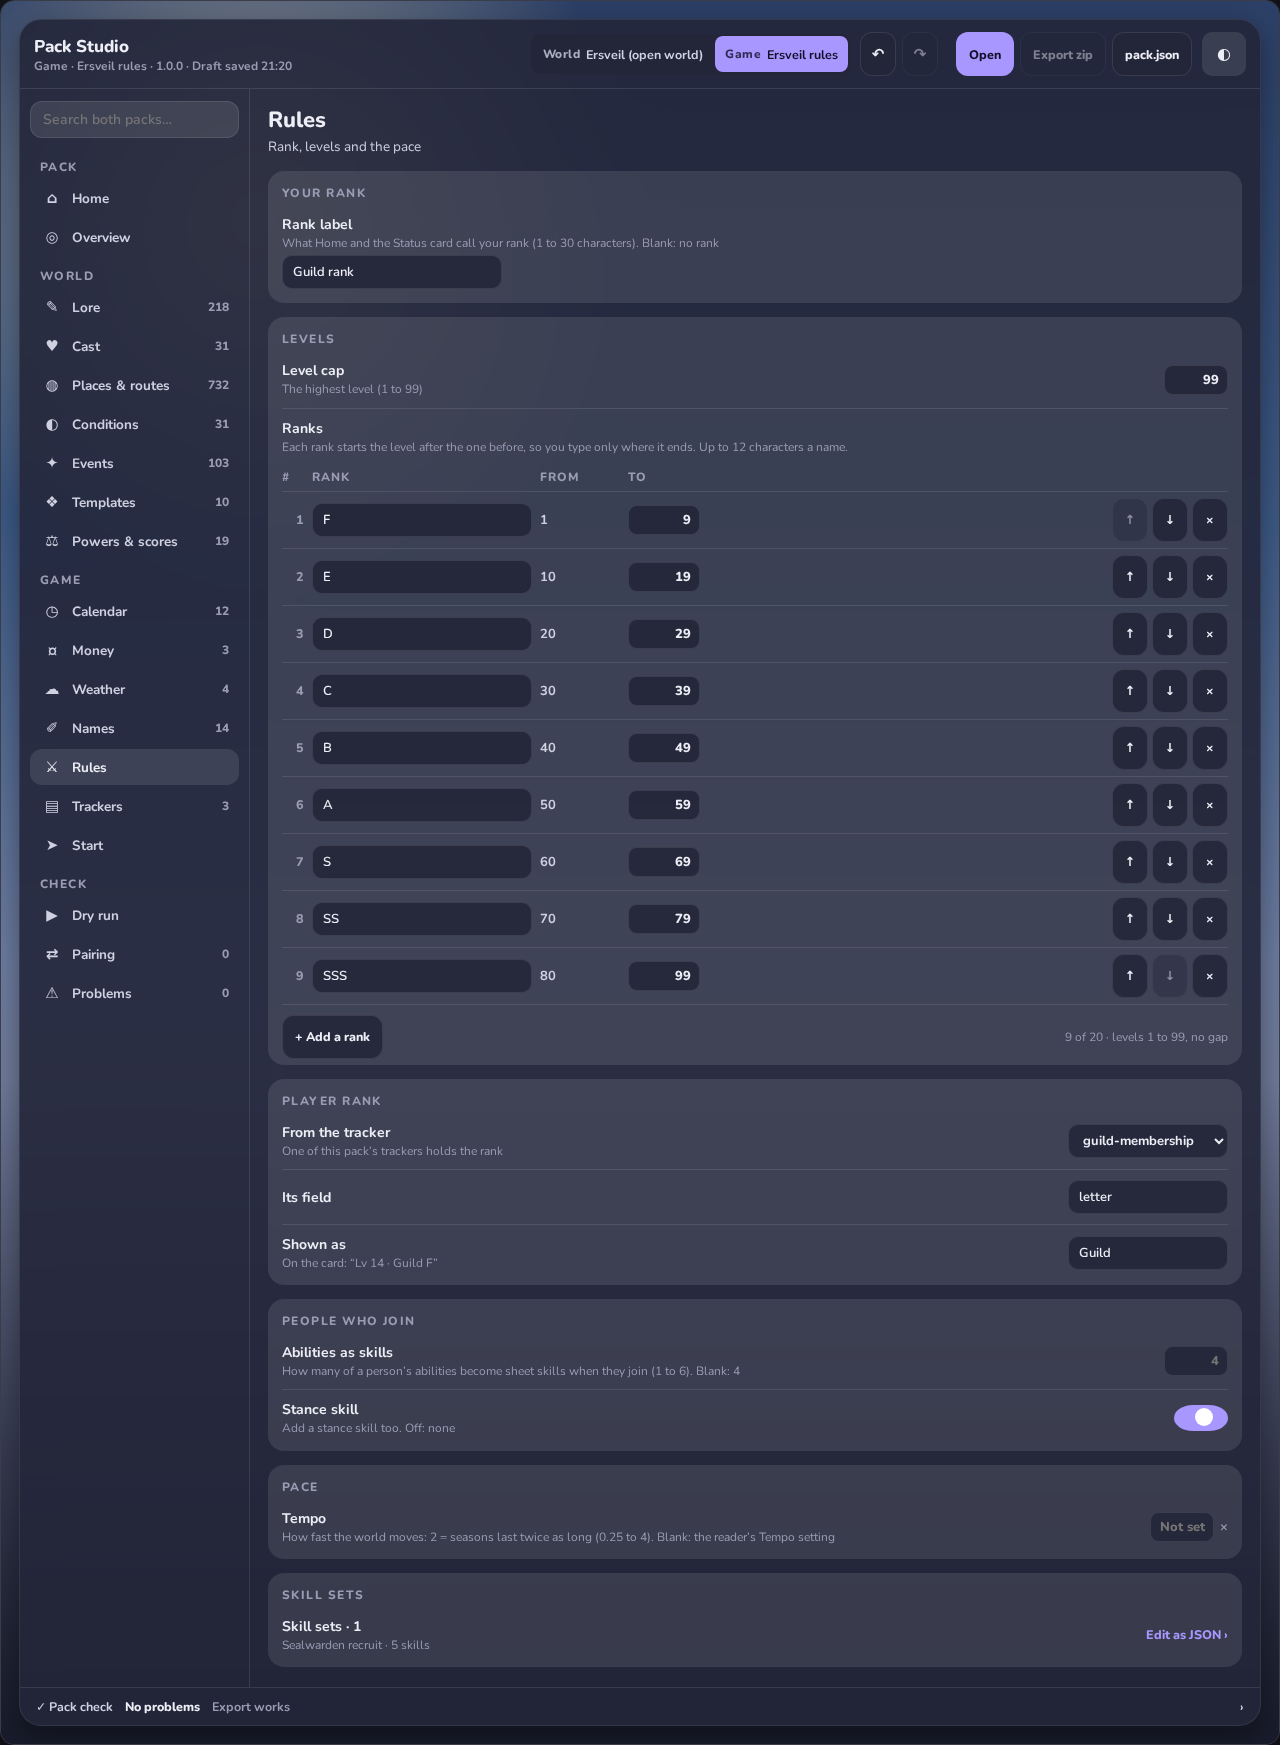 Pack Studio
Game · Ersveil rules · 1.0.0 · Draft saved 21:20
World Ersveil (open world)
Game Ersveil rules
Open
Export zip
pack.json
Search both packs...
PACK
Home
Overview
WORLD
Lore 218
Cast 31
Places & routes 732
Conditions 31
Events 103
Templates 10
Powers & scores 19
GAME
Calendar 12
Money 3
Weather 4
Names 14
Rules
Trackers 3
Start
CHECK
Dry run
Pairing 0
Problems 0
Rules
Rank, levels and the pace
YOUR RANK
Rank label
What Home and the Status card call your rank (1 to 30 characters). Blank: no rank
Guild rank
LEVELS
Level cap
The highest level (1 to 99)
99
Ranks
Each rank starts the level after the one before, so you type only where it ends. Up to 12 characters a name.
# RANK FROM TO
1 F 1 9 ↑ ↓ ×
2 E 10 19 ↑ ↓ ×
3 D 20 29 ↑ ↓ ×
4 C 30 39 ↑ ↓ ×
5 B 40 49 ↑ ↓ ×
6 A 50 59 ↑ ↓ ×
7 S 60 69 ↑ ↓ ×
8 SS 70 79 ↑ ↓ ×
9 SSS 80 99 ↑ ↓ ×
+ Add a rank
9 of 20 · levels 1 to 99, no gap
PLAYER RANK
From the tracker
One of this pack's trackers holds the rank
guild-membership
Its field
letter
Shown as
On the card: “Lv 14 · Guild F”
Guild
PEOPLE WHO JOIN
Abilities as skills
How many of a person's abilities become sheet skills when they join (1 to 6). Blank: 4
4
Stance skill
Add a stance skill too. Off: none
PACE
Tempo
How fast the world moves: 2 = seasons last twice as long (0.25 to 4). Blank: the reader's Tempo setting
Not set ×
SKILL SETS
Skill sets · 1
Sealwarden recruit · 5 skills
Edit as JSON ›
✓ Pack check No problems Export works ›